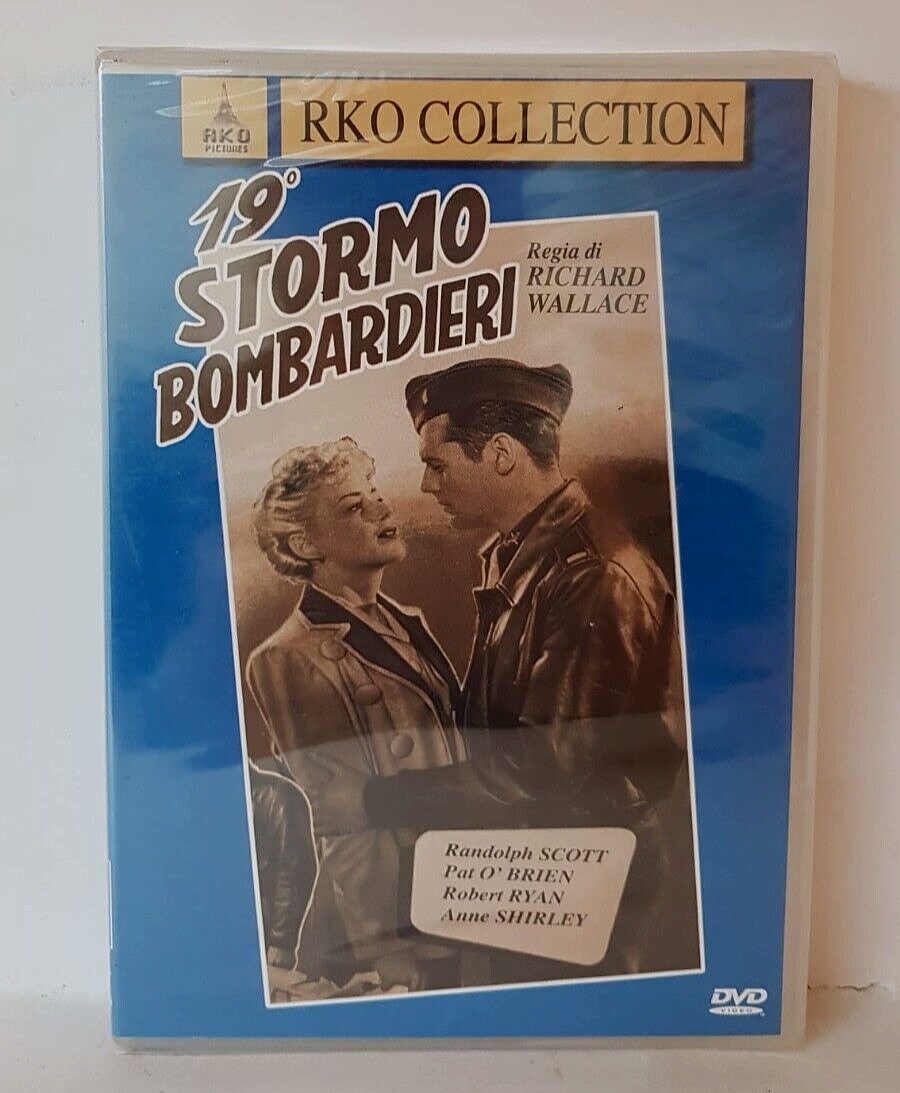 RKO
PICTURES
RKO COLLECTION
19°
STORMO
BOMBARDIERI
Regia di
RICHARD
WALLACE
Randolph SCOTT
Pat O' BRIEN
Robert RYAN
Anne SHIRLEY
DVD
VIDEO